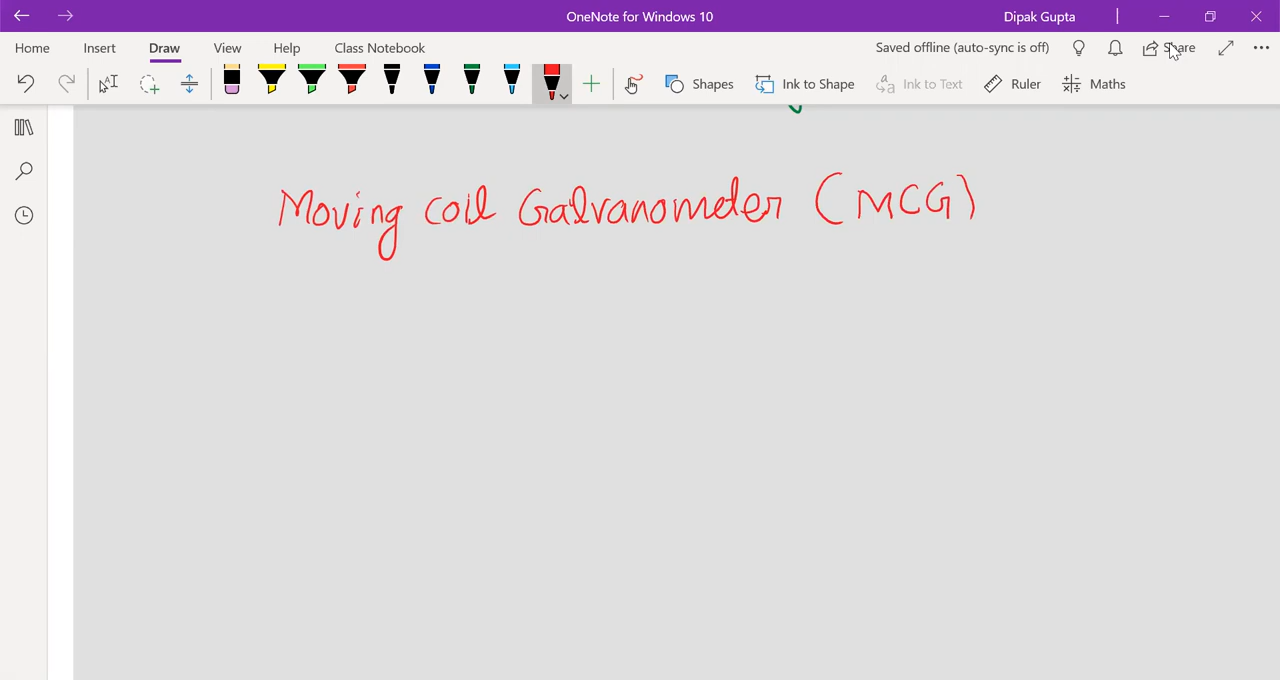 OneNote for Windows 10
Dipak Gupta
Home Insert Draw View Help Class Notebook
Saved offline (auto-sync is off) Share
Shapes Ink to Shape Ink to Text Ruler Maths
Moving coil Galvanometer (MCG)